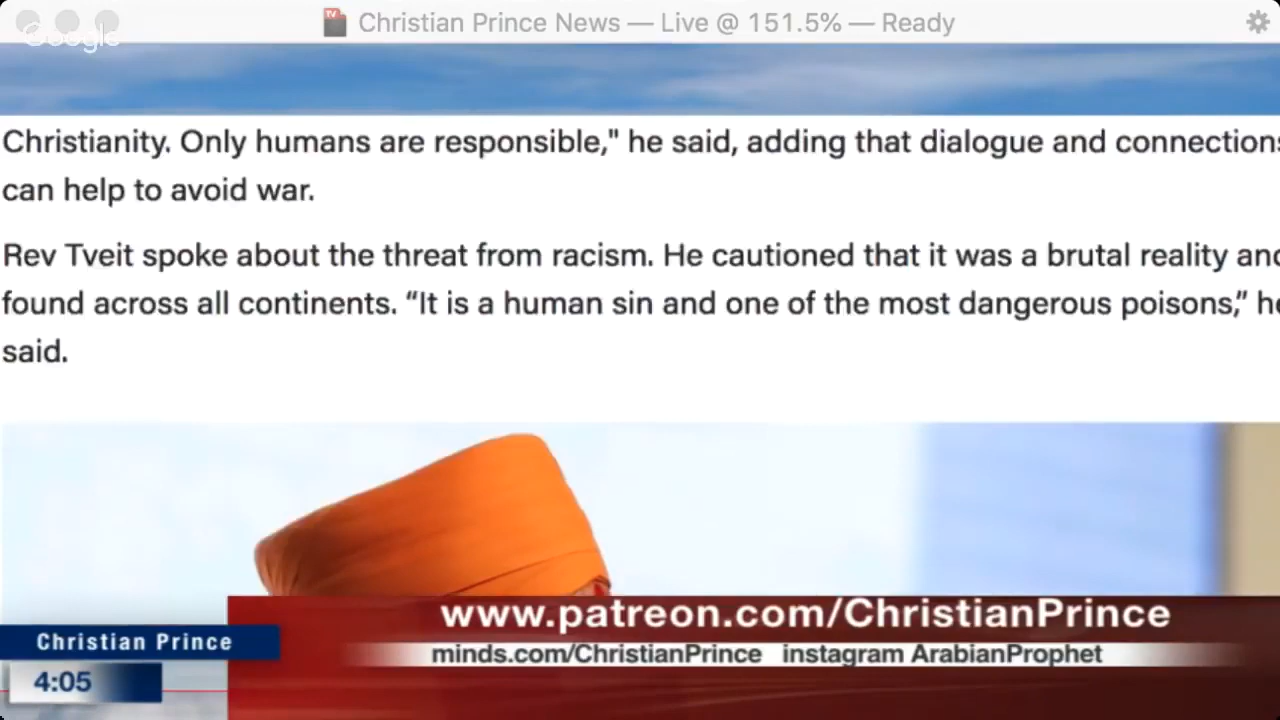 Christian Prince News — Live @ 151.5% — Ready
Google
Christianity. Only humans are responsible," he said, adding that dialogue and connections
can help to avoid war.
Rev Tveit spoke about the threat from racism. He cautioned that it was a brutal reality and
found across all continents. “It is a human sin and one of the most dangerous poisons,” he
said.
www.patreon.com/ChristianPrince
Christian Prince
minds.com/ChristianPrince instagram ArabianProphet
4:05